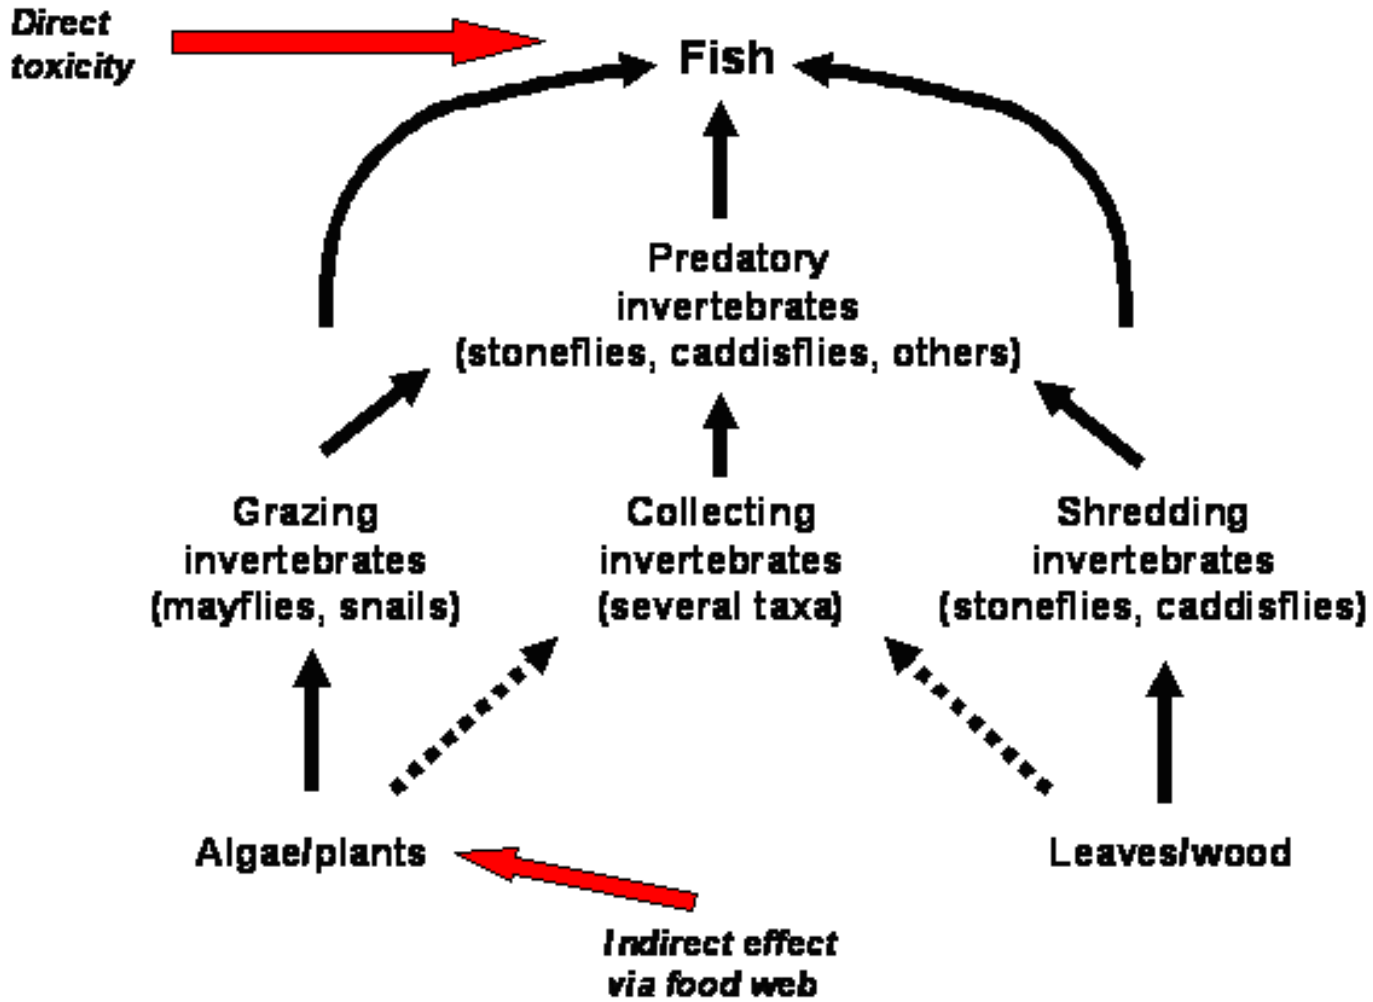 Direct
toxicity
Fish
Predatory
invertebrates
(stoneflies, caddisflies, others)
Grazing
invertebrates
(mayflies, snails)
Collecting
invertebrates
(several taxa)
Shredding
invertebrates
(stoneflies, caddisflies)
Algae/plants
Leaves/wood
Indirect effect
via food web